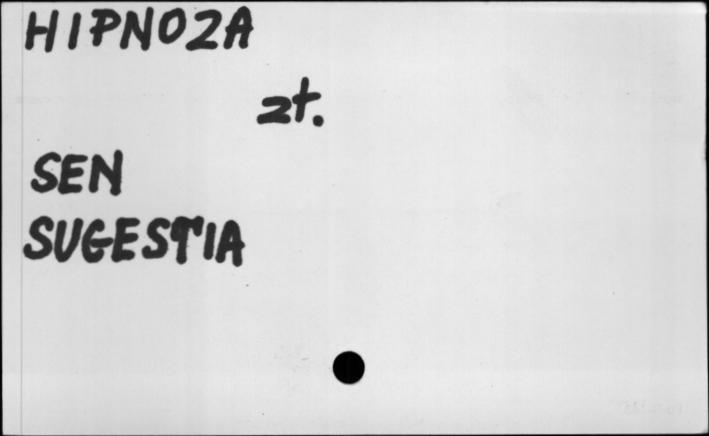 HIPNOZA
zt.
SEN
SUGESTIA